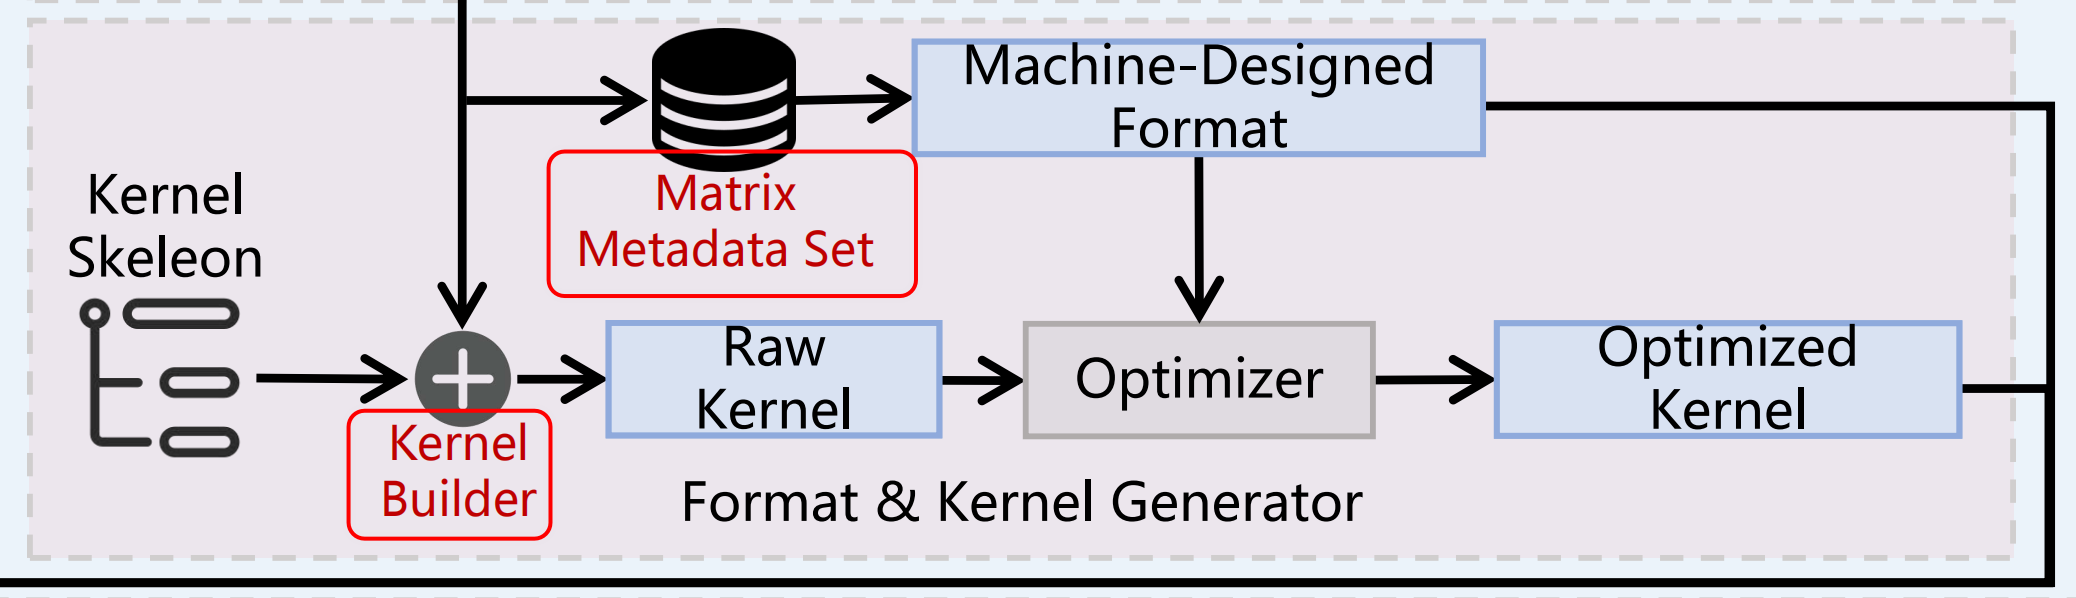 Machine-Designed
Format
Matrix
Metadata Set
Kernel
Skeleon
Raw
Kernel
Optimizer
Optimized
Kernel
Kernel
Builder
Format & Kernel Generator